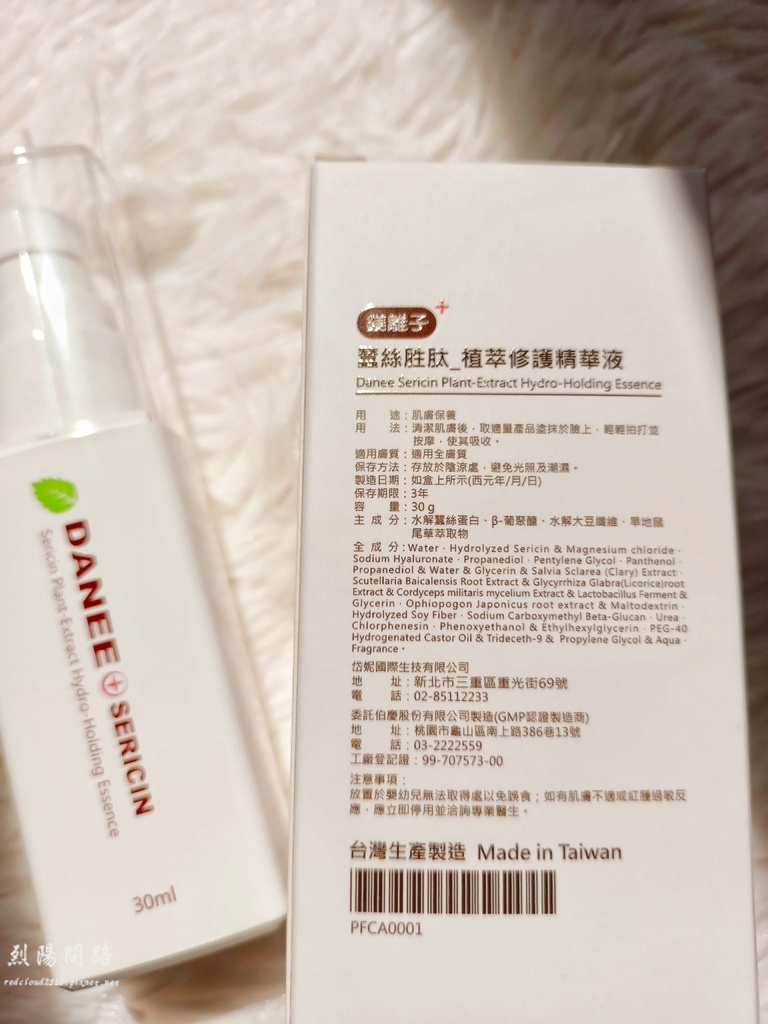 DANEE SERICIN
Sericin Plant Extract Hydro-Holding Essence
30ml
鎂離子
蠶絲胜肽_植萃修護精華液
Danee Sericin Plant-Extract Hydro-Holding Essence
用　　途：肌膚保養
用　　法：清潔肌膚後，取適量產品塗抹於臉上，輕輕拍打並
按摩，使其吸收。
適用膚質：適用全膚質
保存方法：存放於陰涼處，避免光照及潮濕。
製造日期：如盒上所示(西元年/月/日)
保存期限：3年
容　　量：30 g
主 成 分：水解蠶絲蛋白、β-葡聚醣、水解大豆纖維、旱地鼠
尾草萃取物
全 成 分：Water · Hydrolyzed Sericin & Magnesium chloride ·
Sodium Hyaluronate · Propanediol · Pentylene Glycol · Panthenol ·
Propanediol & Water & Glycerin & Salvia Sclarea (Clary) Extract ·
Scutellaria Baicalensis Root Extract & Glycyrrhiza Glabra(Licorice)root
Extract & Cordyceps militaris mycelium Extract & Lactobacillus Ferment &
Glycerin · Ophiopogon Japonicus root extract & Maltodextrin ·
Hydrolyzed Soy Fiber · Sodium Carboxymethyl Beta-Glucan · Urea ·
Chlorphenesin · Phenoxyethanol & Ethylhexylglycerin · PEG-40
Hydrogenated Castor Oil & Trideceth-9 & Propylene Glycol & Aqua ·
Fragrance。
岱妮國際生技有限公司
地　　址：新北市三重區重光街69號
電　　話：02-85112233
委託伯慶股份有限公司製造(GMP認證製造商)
地　　址：桃園市龜山區南上路386巷13號
電　　話：03-2222559
工廠登記證：99-707573-00
注意事項：
放置於嬰幼兒無法取得處以免誤食；如有肌膚不適或紅腫過敏反
應，應立即停用並洽詢專業醫生。
台灣生產製造 Made in Taiwan
PFCA0001
烈陽問路
redcloud2510.pixnet.net